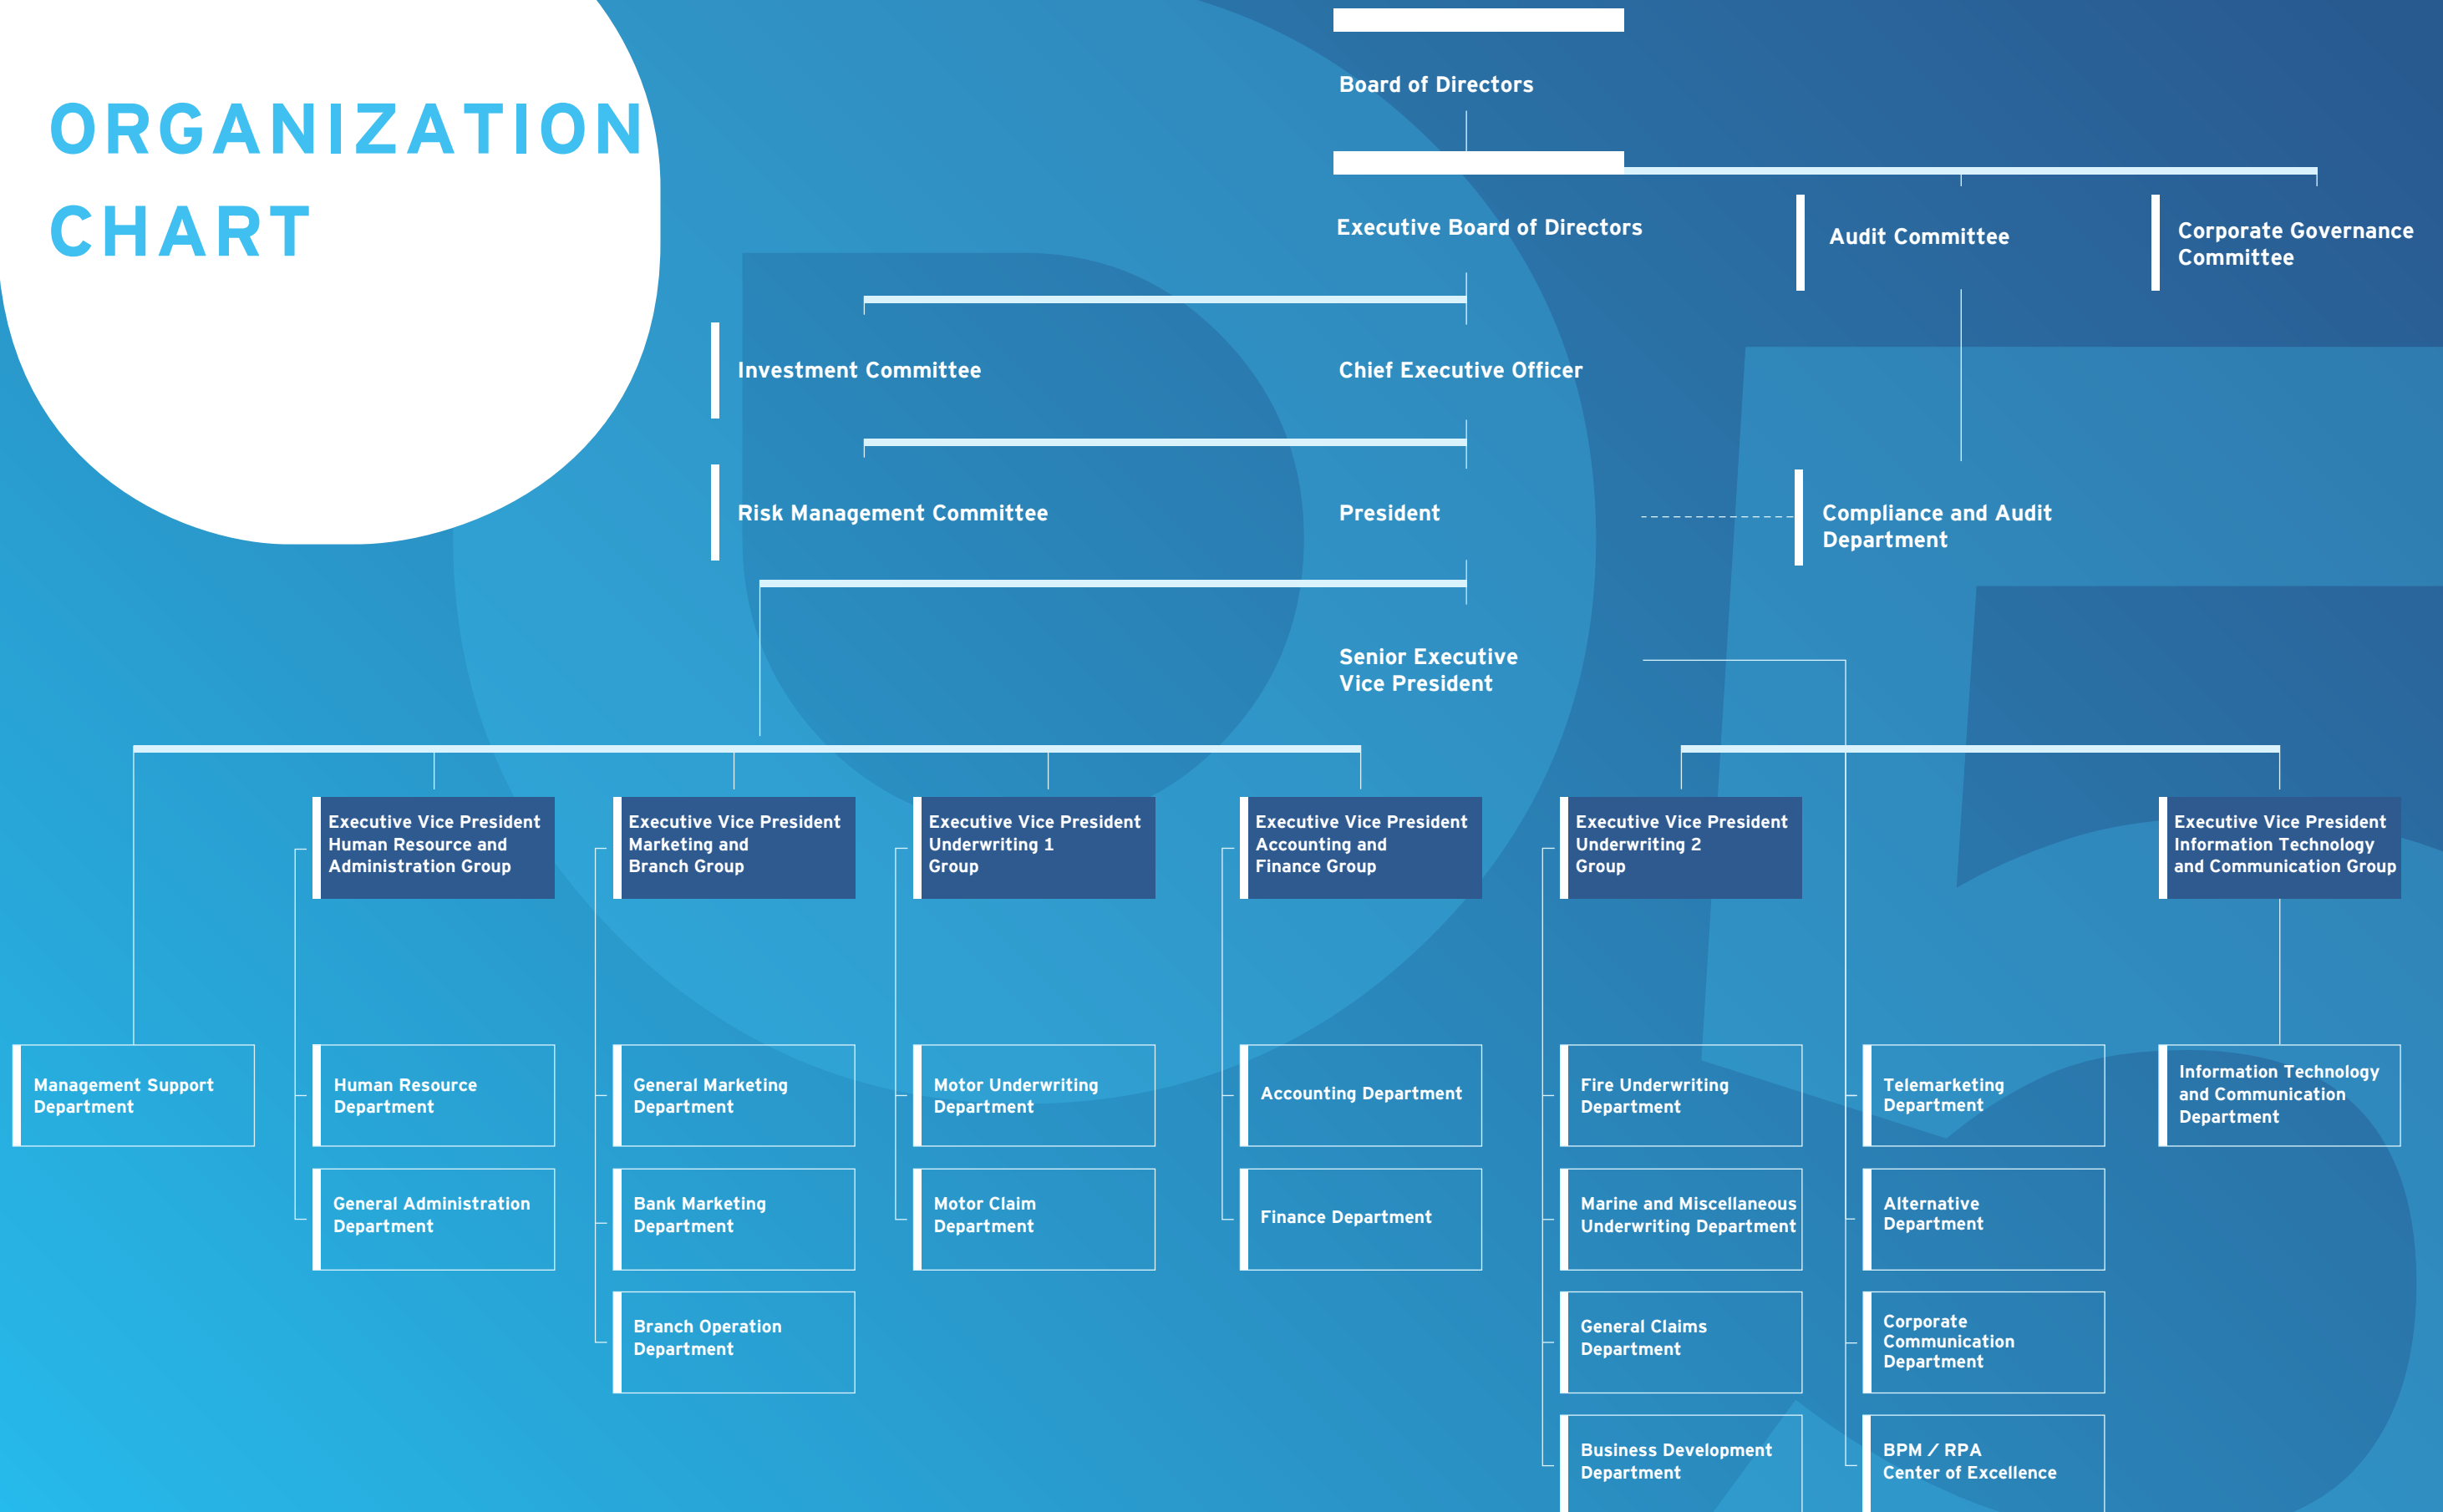 ORGANIZATION
CHART
Board of Directors
Executive Board of Directors
Audit Committee
Corporate Governance
Committee
Investment Committee
Chief Executive Officer
Risk Management Committee
President
Compliance and Audit
Department
Senior Executive
Vice President
Executive Vice President
Human Resource and
Administration Group
Executive Vice President
Marketing and
Branch Group
Executive Vice President
Underwriting 1
Group
Executive Vice President
Accounting and
Finance Group
Executive Vice President
Underwriting 2
Group
Executive Vice President
Information Technology
and Communication Group
Management Support
Department
Human Resource
Department
General Marketing
Department
Motor Underwriting
Department
Accounting Department
Fire Underwriting
Department
Telemarketing
Department
Information Technology
and Communication
Department
General Administration
Department
Bank Marketing
Department
Motor Claim
Department
Finance Department
Marine and Miscellaneous
Underwriting Department
Alternative
Department
Branch Operation
Department
General Claims
Department
Corporate
Communication
Department
Business Development
Department
BPM / RPA
Center of Excellence